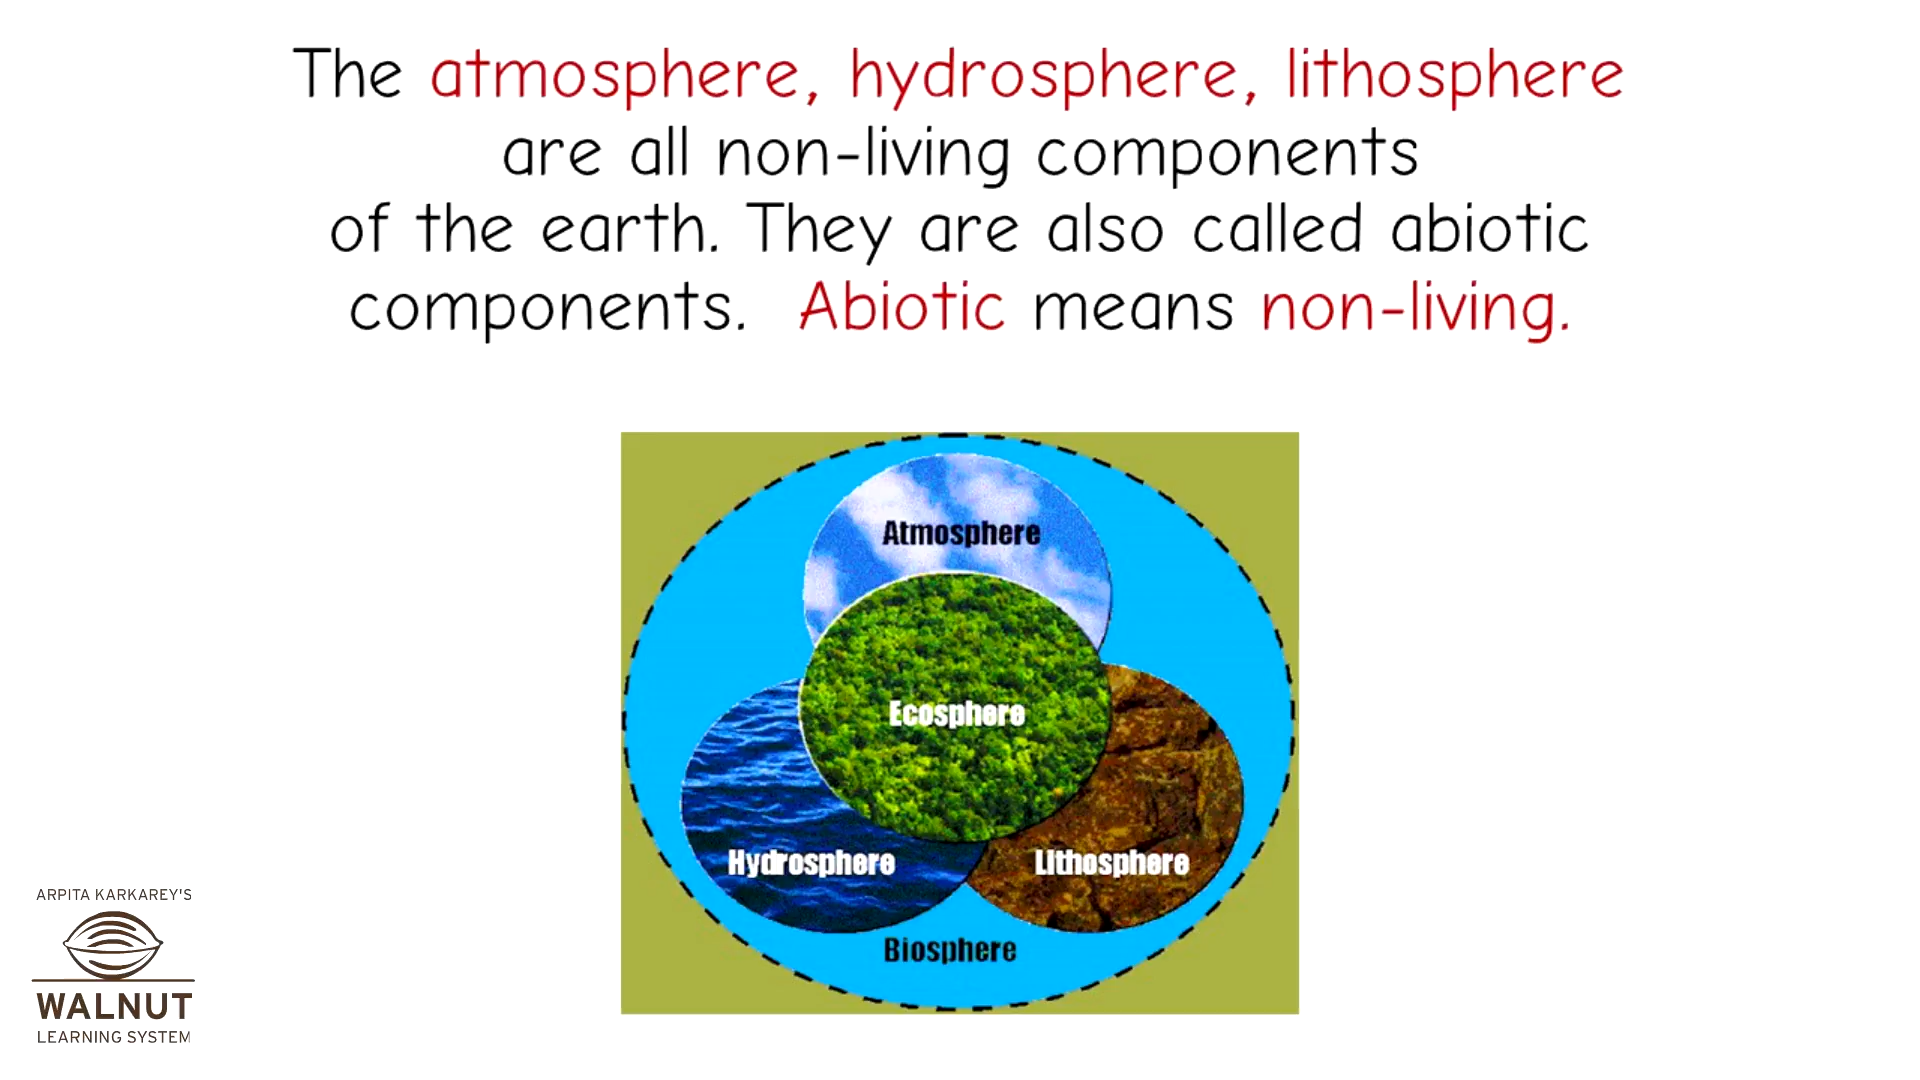 The atmosphere, hydrosphere, lithosphere
are all non-living components
of the earth. They are also called abiotic
components. Abiotic means non-living.
Atmosphere
Ecosphere
Hydrosphere
Lithosphere
Biosphere
ARPITA KARKAREY'S
WALNUT
LEARNING SYSTEM